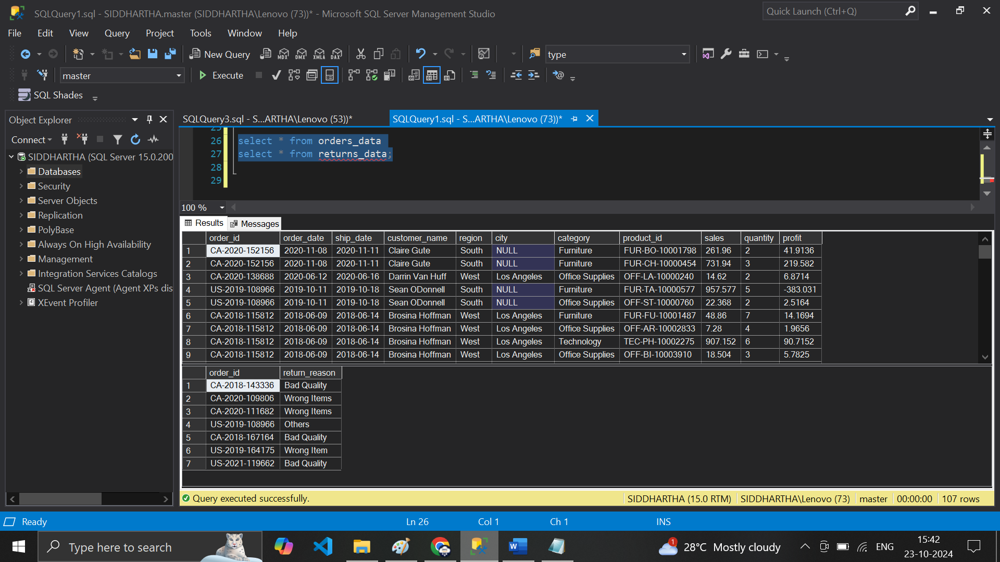 SQLQuery1.sql - SIDDHARTHA.master (SIDDHARTHA\Lenovo (73))* - Microsoft SQL Server Management Studio
Quick Launch (Ctrl+Q)
File Edit View Query Project Tools Window Help
New Query MDX DMX XMLA DAX type
master Execute
SQL Shades
Object Explorer
SQLQuery3.sql - S...ARTHA\Lenovo (53))* SQLQuery1.sql - S...ARTHA\Lenovo (73))*
Connect
SIDDHARTHA (SQL Server 15.0.200
Databases
Security
Server Objects
Replication
PolyBase
Always On High Availability
Management
Integration Services Catalogs
SQL Server Agent (Agent XPs dis
XEvent Profiler
25
26 select * from orders_data
27 select * from returns_data;
28
29
100 %
Results Messages
order_id order_date ship_date customer_name region city category product_id sales quantity profit
1 CA-2020-152156 2020-11-08 2020-11-11 Claire Gute South NULL Furniture FUR-BO-10001798 261.96 2 41.9136
2 CA-2020-152156 2020-11-08 2020-11-11 Claire Gute South NULL Furniture FUR-CH-10000454 731.94 3 219.582
3 CA-2020-138688 2020-06-12 2020-06-16 Darrin Van Huff West Los Angeles Office Supplies OFF-LA-10000240 14.62 2 6.8714
4 US-2019-108966 2019-10-11 2019-10-18 Sean ODonnell South NULL Furniture FUR-TA-10000577 957.577 5 -383.031
5 US-2019-108966 2019-10-11 2019-10-18 Sean ODonnell South NULL Office Supplies OFF-ST-10000760 22.368 2 2.5164
6 CA-2018-115812 2018-06-09 2018-06-14 Brosina Hoffman West Los Angeles Furniture FUR-FU-10001487 48.86 7 14.1694
7 CA-2018-115812 2018-06-09 2018-06-14 Brosina Hoffman West Los Angeles Office Supplies OFF-AR-10002833 7.28 4 1.9656
8 CA-2018-115812 2018-06-09 2018-06-14 Brosina Hoffman West Los Angeles Technology TEC-PH-10002275 907.152 6 90.7152
9 CA-2018-115812 2018-06-09 2018-06-14 Brosina Hoffman West Los Angeles Office Supplies OFF-BI-10003910 18.504 3 5.7825
order_id return_reason
1 CA-2018-143336 Bad Quality
2 CA-2020-109806 Wrong Items
3 CA-2020-111682 Wrong Items
4 US-2019-108966 Others
5 CA-2018-167164 Bad Quality
6 US-2019-164175 Wrong Item
7 US-2021-119662 Bad Quality
Query executed successfully. SIDDHARTHA (15.0 RTM) SIDDHARTHA\Lenovo (73) master 00:00:00 107 rows
Ready Ln 26 Col 1 Ch 1 INS
Type here to search 1 28°C Mostly cloudy ENG 15:42
23-10-2024